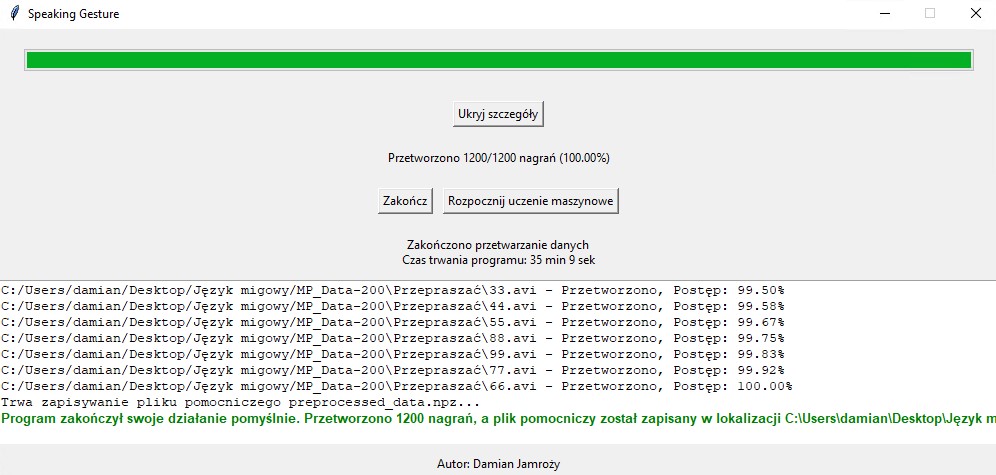 Speaking Gesture
Ukryj szczegóły
Przetworzono 1200/1200 nagrań (100.00%)
Zakończ Rozpocznij uczenie maszynowe
Zakończono przetwarzanie danych
Czas trwania programu: 35 min 9 sek
C:/Users/damian/Desktop/Język migowy/MP_Data-200\Przepraszać\33.avi - Przetworzono, Postęp: 99.50%
C:/Users/damian/Desktop/Język migowy/MP_Data-200\Przepraszać\44.avi - Przetworzono, Postęp: 99.58%
C:/Users/damian/Desktop/Język migowy/MP_Data-200\Przepraszać\55.avi - Przetworzono, Postęp: 99.67%
C:/Users/damian/Desktop/Język migowy/MP_Data-200\Przepraszać\88.avi - Przetworzono, Postęp: 99.75%
C:/Users/damian/Desktop/Język migowy/MP_Data-200\Przepraszać\99.avi - Przetworzono, Postęp: 99.83%
C:/Users/damian/Desktop/Język migowy/MP_Data-200\Przepraszać\77.avi - Przetworzono, Postęp: 99.92%
C:/Users/damian/Desktop/Język migowy/MP_Data-200\Przepraszać\66.avi - Przetworzono, Postęp: 100.00%
Trwa zapisywanie pliku pomocniczego preprocessed_data.npz...
Program zakończył swoje działanie pomyślnie. Przetworzono 1200 nagrań, a plik pomocniczy został zapisany w lokalizacji C:\Users\damian\Desktop\Język m
Autor: Damian Jamroży